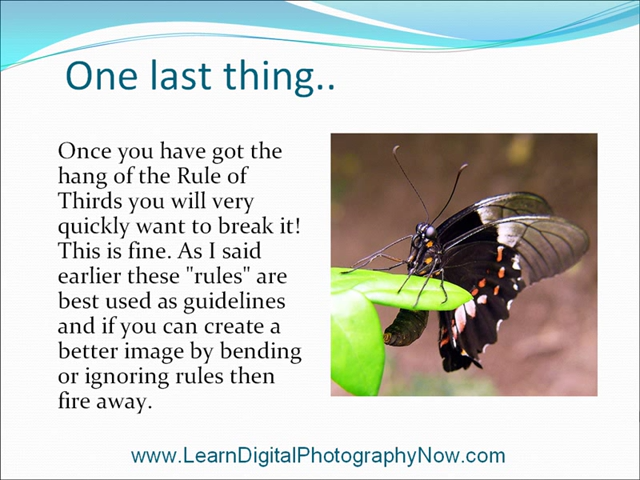 One last thing..
Once you have got the
hang of the Rule of
Thirds you will very
quickly want to break it!
This is fine. As I said
earlier these "rules" are
best used as guidelines
and if you can create a
better image by bending
or ignoring rules then
fire away.
www.LearnDigitalPhotographyNow.com